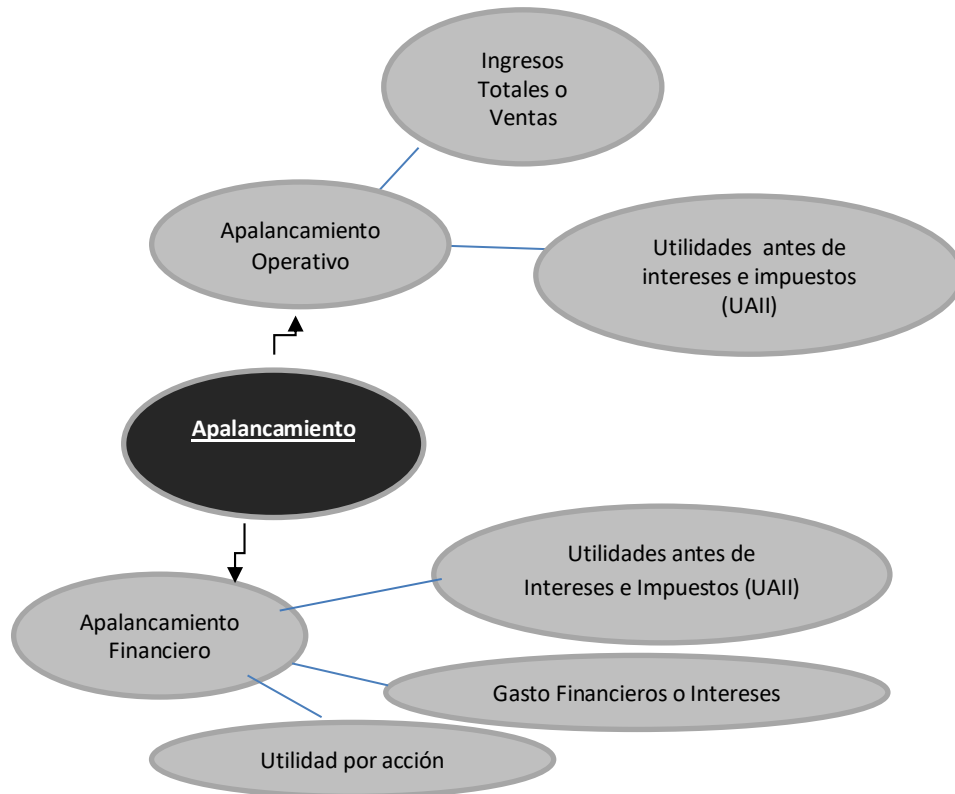 Ingresos
Totales o
Ventas
Apalancamiento
Operativo
Utilidades antes de
intereses e impuestos
(UAII)
Apalancamiento
Utilidades antes de
Intereses e Impuestos (UAII)
Apalancamiento
Financiero
Gasto Financieros o Intereses
Utilidad por acción